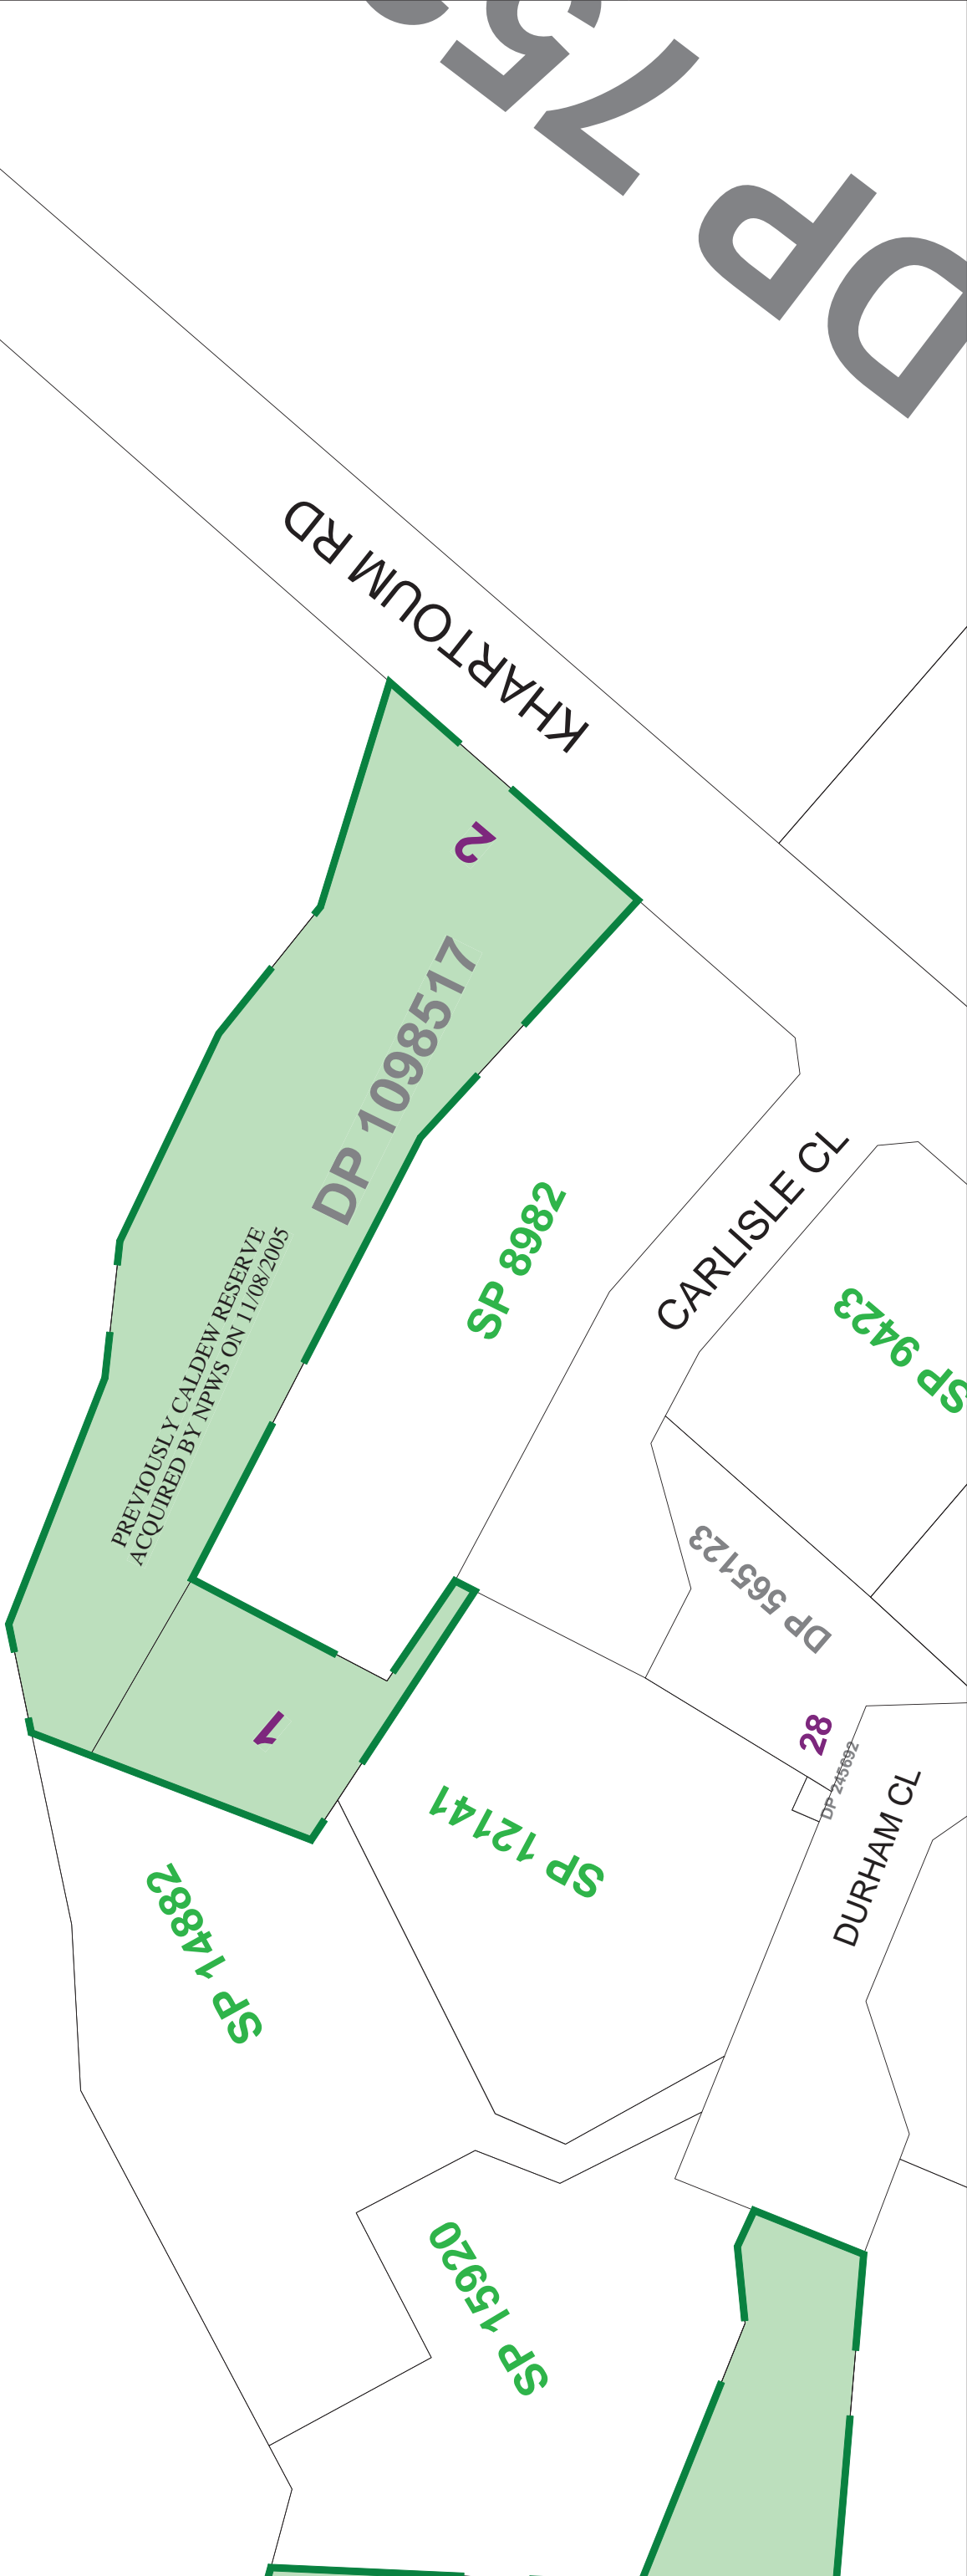 DP 75
KHARTOUM RD
2
DP 1098517
PREVIOUSLY CALDEW RESERVE
ACQUIRED BY NPWS ON 11/08/2005
SP 8982
CARLISLE CL
SP 9423
DP 565123
1
28
DP 245692
SP 12141
DURHAM CL
SP 14882
SP 15920